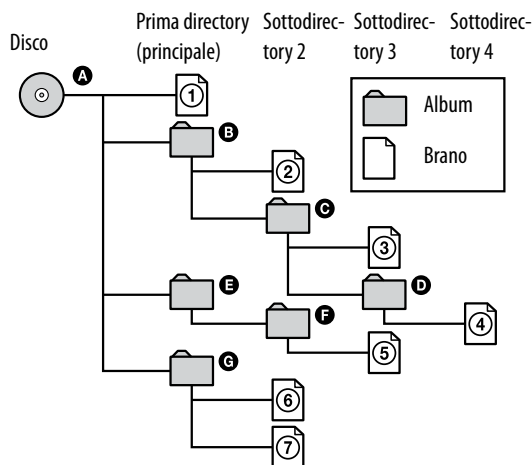 Disco
Prima directory
(principale)
Sottodirec-
tory 2
Sottodirec-
tory 3
Sottodirec-
tory 4
A
1
B
2
C
3
E
D
F
4
5
G
6
7
Album
Brano